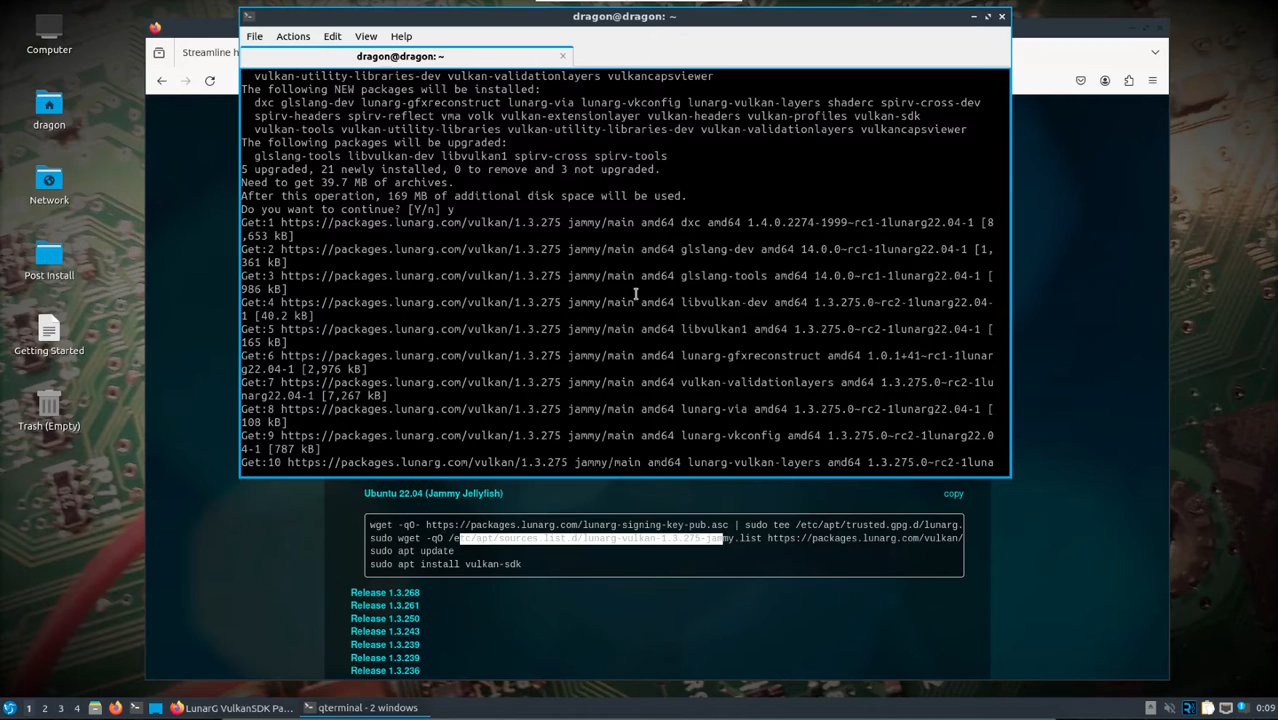 dragon@dragon: ~
File Actions Edit View Help
dragon@dragon: ~
Streamline h
vulkan-utility-libraries-dev vulkan-validationlayers vulkancapsviewer
The following NEW packages will be installed:
dxc glslang-dev lunarg-gfxreconstruct lunarg-via lunarg-vkconfig lunarg-vulkan-layers shaderc spirv-cross-dev
spirv-headers spirv-reflect vma volk vulkan-extensionlayer vulkan-headers vulkan-profiles vulkan-sdk
vulkan-tools vulkan-utility-libraries vulkan-utility-libraries-dev vulkan-validationlayers vulkancapsviewer
The following packages will be upgraded:
glslang-tools libvulkan-dev libvulkan1 spirv-cross spirv-tools
5 upgraded, 21 newly installed, 0 to remove and 3 not upgraded.
Need to get 39.7 MB of archives.
After this operation, 169 MB of additional disk space will be used.
Do you want to continue? [Y/n] y
Get:1 https://packages.lunarg.com/vulkan/1.3.275 jammy/main amd64 dxc amd64 1.4.0.2274-1999~rc1-1lunarg22.04-1 [8
,653 kB]
Get:2 https://packages.lunarg.com/vulkan/1.3.275 jammy/main amd64 glslang-dev amd64 14.0.0~rc1-1lunarg22.04-1 [1,
361 kB]
Get:3 https://packages.lunarg.com/vulkan/1.3.275 jammy/main amd64 glslang-tools amd64 14.0.0~rc1-1lunarg22.04-1 [
986 kB]
Get:4 https://packages.lunarg.com/vulkan/1.3.275 jammy/main amd64 libvulkan-dev amd64 1.3.275.0~rc2-1lunarg22.04-
1 [40.2 kB]
Get:5 https://packages.lunarg.com/vulkan/1.3.275 jammy/main amd64 libvulkan1 amd64 1.3.275.0~rc2-1lunarg22.04-1 [
165 kB]
Get:6 https://packages.lunarg.com/vulkan/1.3.275 jammy/main amd64 lunarg-gfxreconstruct amd64 1.0.1+41~rc1-1lunar
g22.04-1 [2,976 kB]
Get:7 https://packages.lunarg.com/vulkan/1.3.275 jammy/main amd64 vulkan-validationlayers amd64 1.3.275.0~rc2-1lu
narg22.04-1 [7,267 kB]
Get:8 https://packages.lunarg.com/vulkan/1.3.275 jammy/main amd64 lunarg-via amd64 1.3.275.0~rc2-1lunarg22.04-1 [
108 kB]
Get:9 https://packages.lunarg.com/vulkan/1.3.275 jammy/main amd64 lunarg-vkconfig amd64 1.3.275.0~rc2-1lunarg22.0
4-1 [787 kB]
Get:10 https://packages.lunarg.com/vulkan/1.3.275 jammy/main amd64 lunarg-vulkan-layers amd64 1.3.275.0~rc2-1luna
Ubuntu 22.04 (Jammy Jellyfish) copy
wget -qO- https://packages.lunarg.com/lunarg-signing-key-pub.asc | sudo tee /etc/apt/trusted.gpg.d/lunarg.
sudo wget -qO /etc/apt/sources.list.d/lunarg-vulkan-1.3.275-jammy.list https://packages.lunarg.com/vulkan/
sudo apt update
sudo apt install vulkan-sdk
Release 1.3.268
Release 1.3.261
Release 1.3.250
Release 1.3.243
Release 1.3.239
Release 1.3.239
Release 1.3.236
Computer
dragon
Network
Post Install
Getting Started
Trash (Empty)
1 2 3 4 LunarG VulkanSDK Pa... qterminal - 2 windows 0:09